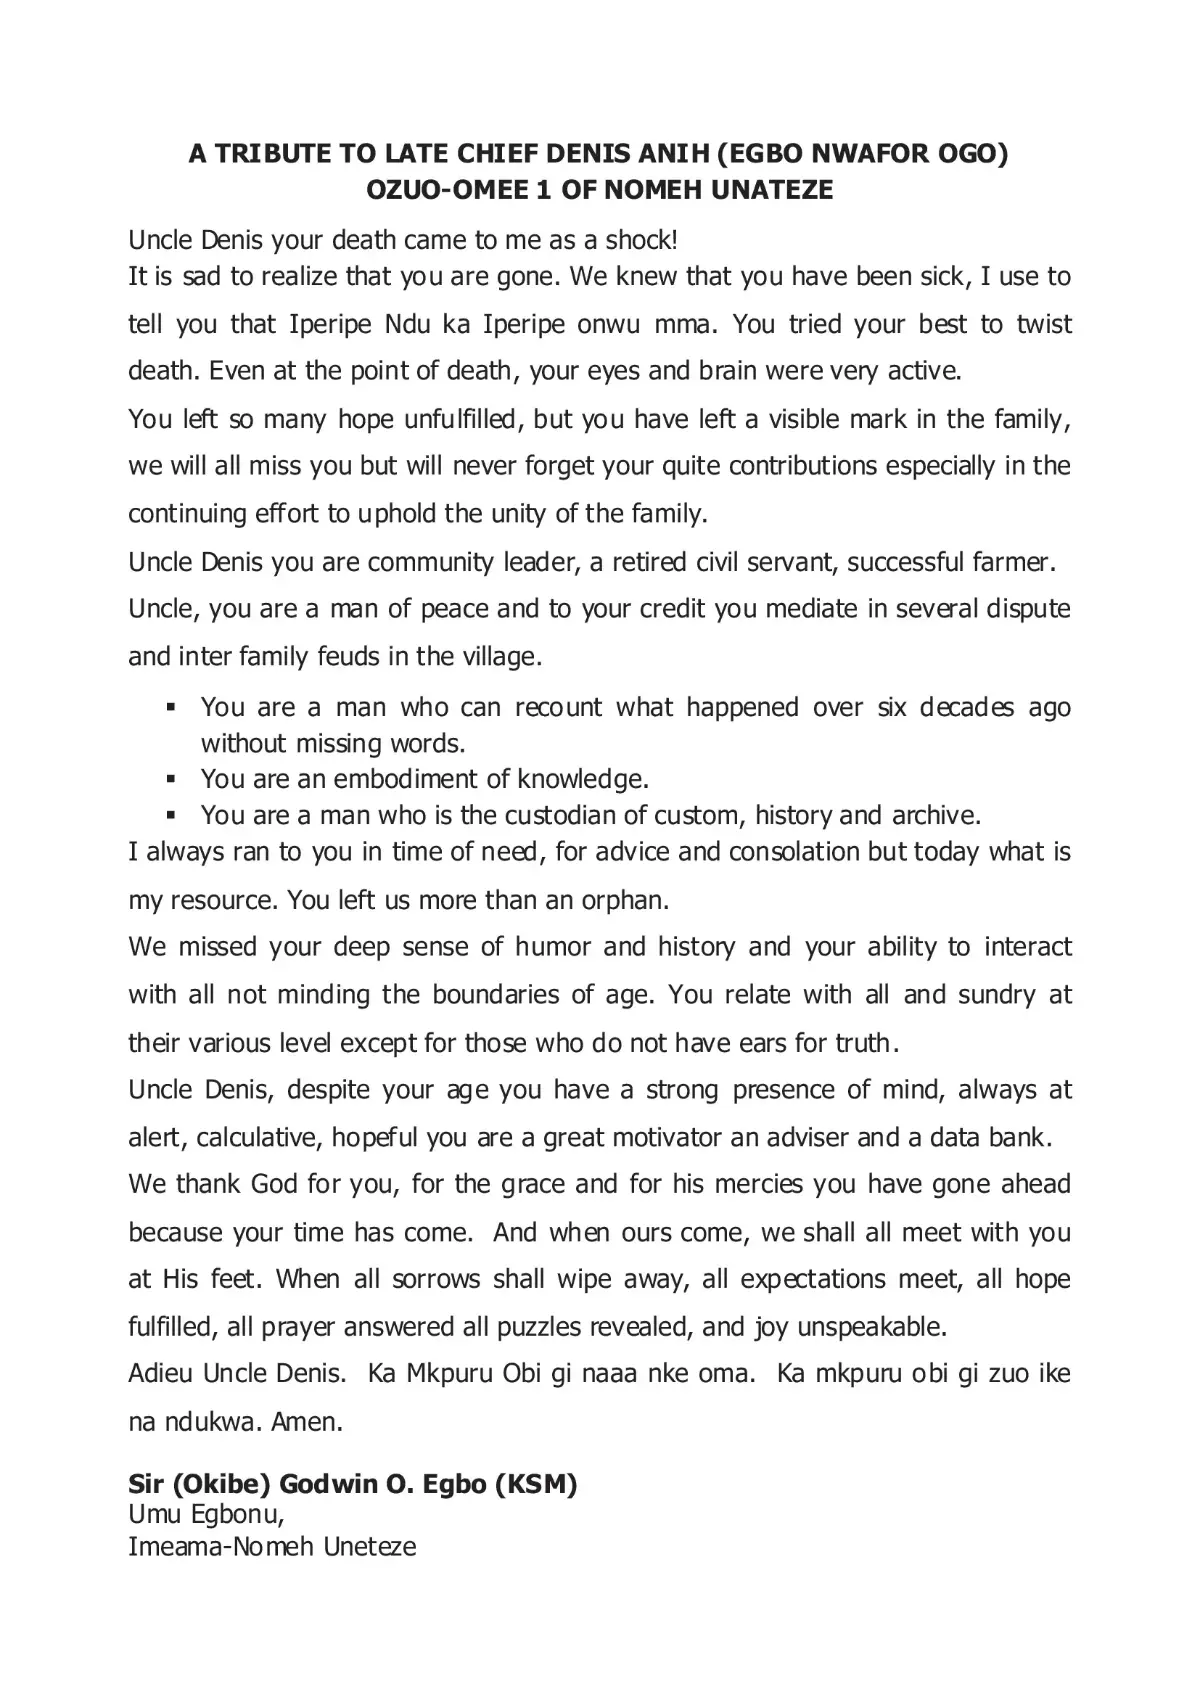 A TRIBUTE TO LATE CHIEF DENIS ANIH (EGBO NWAFOR OGO)
OZUO-OMEE 1 OF NOMEH UNATEZE
Uncle Denis your death came to me as a shock!
It is sad to realize that you are gone. We knew that you have been sick, I use to
tell you that Iperipe Ndu ka Iperipe onwu mma. You tried your best to twist
death. Even at the point of death, your eyes and brain were very active.
You left so many hope unfulfilled, but you have left a visible mark in the family,
we will all miss you but will never forget your quite contributions especially in the
continuing effort to uphold the unity of the family.
Uncle Denis you are community leader, a retired civil servant, successful farmer.
Uncle, you are a man of peace and to your credit you mediate in several dispute
and inter family feuds in the village.
▪ You are a man who can recount what happened over six decades ago
without missing words.
▪ You are an embodiment of knowledge.
▪ You are a man who is the custodian of custom, history and archive.
I always ran to you in time of need, for advice and consolation but today what is
my resource. You left us more than an orphan.
We missed your deep sense of humor and history and your ability to interact
with all not minding the boundaries of age. You relate with all and sundry at
their various level except for those who do not have ears for truth.
Uncle Denis, despite your age you have a strong presence of mind, always at
alert, calculative, hopeful you are a great motivator an adviser and a data bank.
We thank God for you, for the grace and for his mercies you have gone ahead
because your time has come.  And when ours come, we shall all meet with you
at His feet. When all sorrows shall wipe away, all expectations meet, all hope
fulfilled, all prayer answered all puzzles revealed, and joy unspeakable.
Adieu Uncle Denis.  Ka Mkpuru Obi gi naaa nke oma.  Ka mkpuru obi gi zuo ike
na ndukwa. Amen.
Sir (Okibe) Godwin O. Egbo (KSM)
Umu Egbonu,
Imeama-Nomeh Uneteze